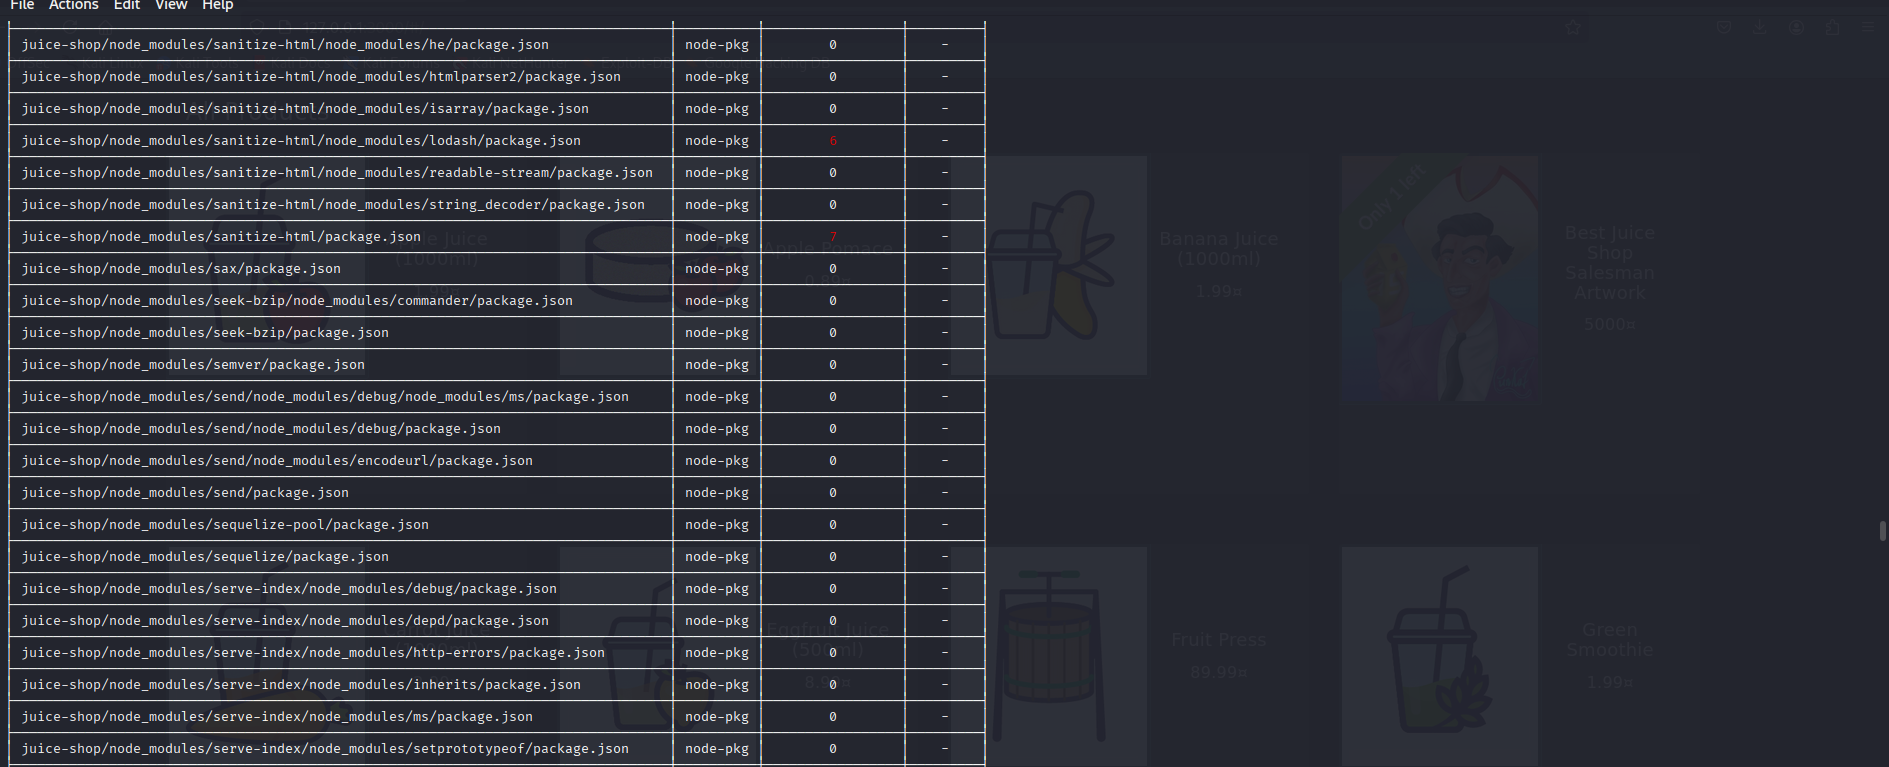 File Actions Edit View Help
juice-shop/node_modules/sanitize-html/node_modules/he/package.json node-pkg 0 -
juice-shop/node_modules/sanitize-html/node_modules/htmlparser2/package.json node-pkg 0 -
juice-shop/node_modules/sanitize-html/node_modules/isarray/package.json node-pkg 0 -
juice-shop/node_modules/sanitize-html/node_modules/lodash/package.json node-pkg 6 -
juice-shop/node_modules/sanitize-html/node_modules/readable-stream/package.json node-pkg 0 -
juice-shop/node_modules/sanitize-html/node_modules/string_decoder/package.json node-pkg 0 -
juice-shop/node_modules/sanitize-html/package.json node-pkg 7 -
juice-shop/node_modules/sax/package.json node-pkg 0 -
juice-shop/node_modules/seek-bzip/node_modules/commander/package.json node-pkg 0 -
juice-shop/node_modules/seek-bzip/package.json node-pkg 0 -
juice-shop/node_modules/semver/package.json node-pkg 0 -
juice-shop/node_modules/send/node_modules/debug/node_modules/ms/package.json node-pkg 0 -
juice-shop/node_modules/send/node_modules/debug/package.json node-pkg 0 -
juice-shop/node_modules/send/node_modules/encodeurl/package.json node-pkg 0 -
juice-shop/node_modules/send/package.json node-pkg 0 -
juice-shop/node_modules/sequelize-pool/package.json node-pkg 0 -
juice-shop/node_modules/sequelize/package.json node-pkg 0 -
juice-shop/node_modules/serve-index/node_modules/debug/package.json node-pkg 0 -
juice-shop/node_modules/serve-index/node_modules/depd/package.json node-pkg 0 -
juice-shop/node_modules/serve-index/node_modules/http-errors/package.json node-pkg 0 -
juice-shop/node_modules/serve-index/node_modules/inherits/package.json node-pkg 0 -
juice-shop/node_modules/serve-index/node_modules/ms/package.json node-pkg 0 -
juice-shop/node_modules/serve-index/node_modules/setprototypeof/package.json node-pkg 0 -
All Products
Juice
(1000ml)
Apple Pomace
0.89¤
Banana Juice
(1000ml)
1.99¤
Only 1 left
Best Juice
Shop
Salesman
Artwork
5000¤
Eggfruit Juice
(500ml)
Fruit Press
89.99¤
Green
Smoothie
1.99¤